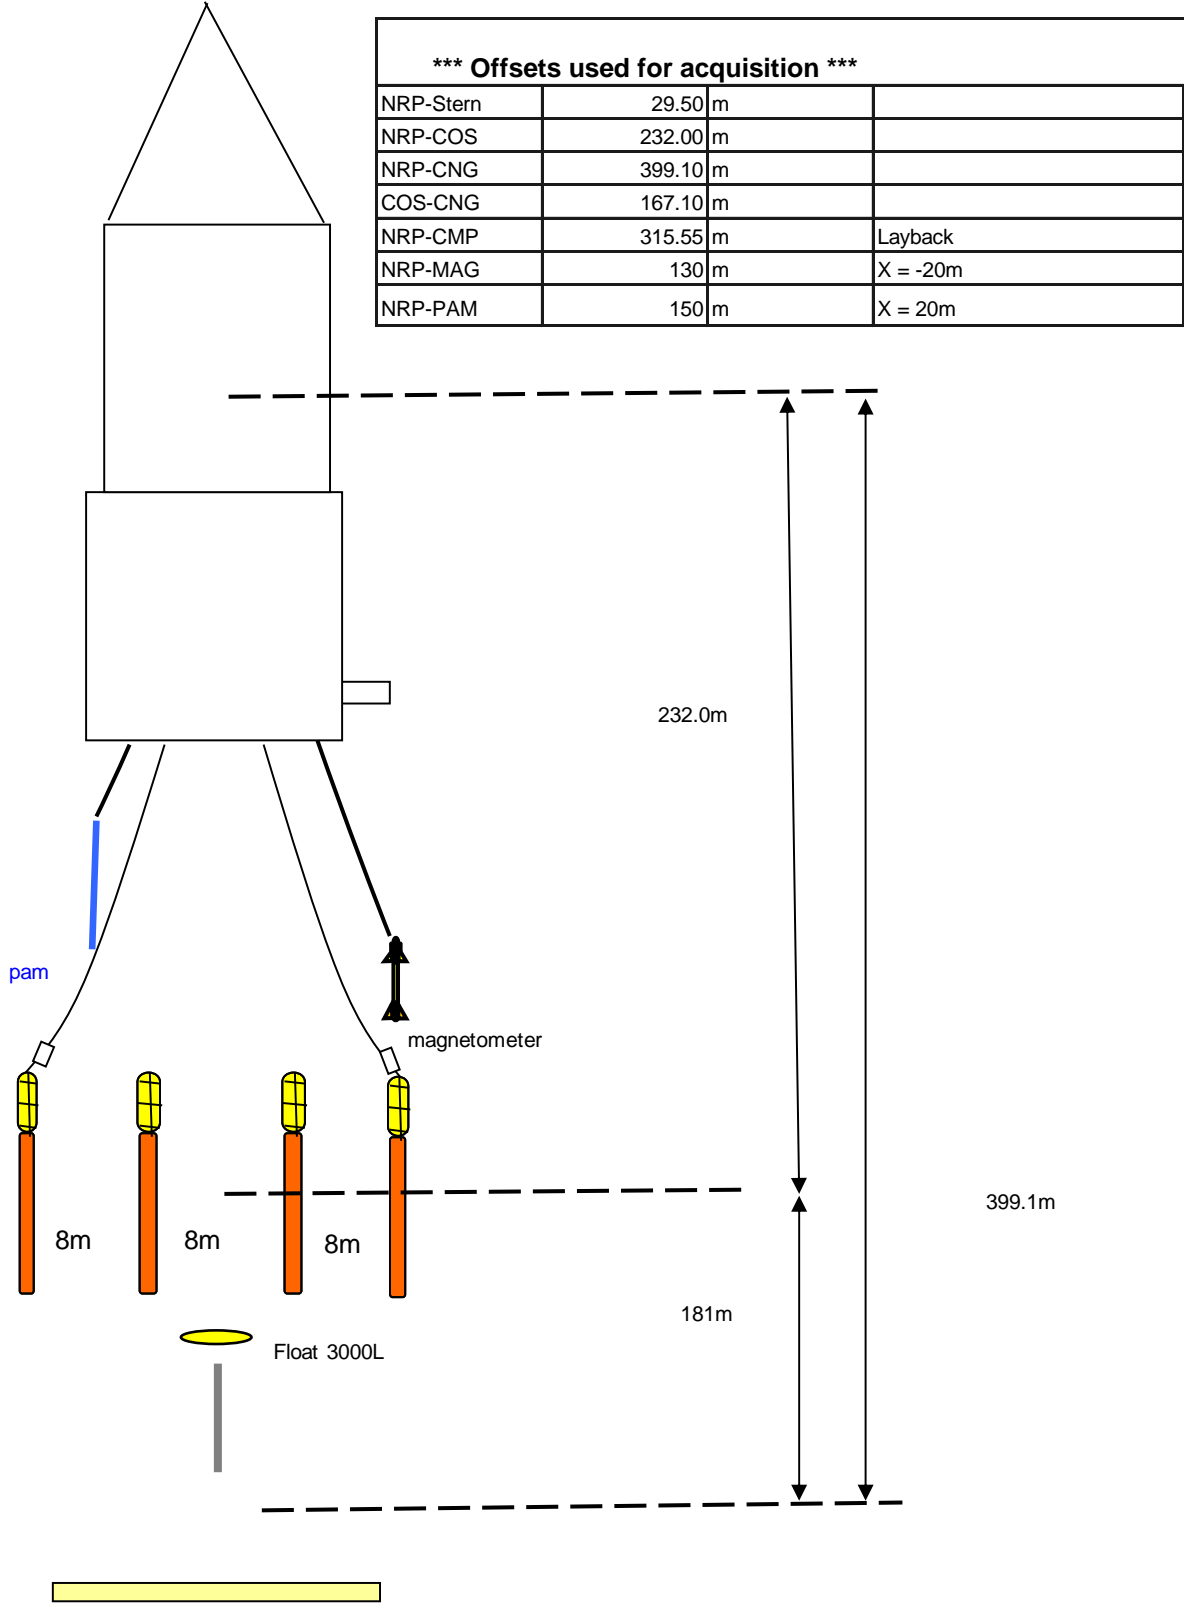 *** Offsets used for acquisition ***
NRP-Stern 29.50 m
NRP-COS 232.00 m
NRP-CNG 399.10 m
COS-CNG 167.10 m
NRP-CMP 315.55 m Layback
NRP-MAG 130 m X = -20m
NRP-PAM 150 m X = 20m
232.0m
pam
magnetometer
399.1m
8m 8m 8m
181m
Float 3000L